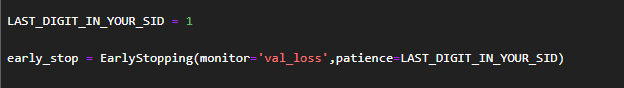 LAST_DIGIT_IN_YOUR_SID = 1
early_stop = EarlyStopping(monitor='val_loss',patience=LAST_DIGIT_IN_YOUR_SID)